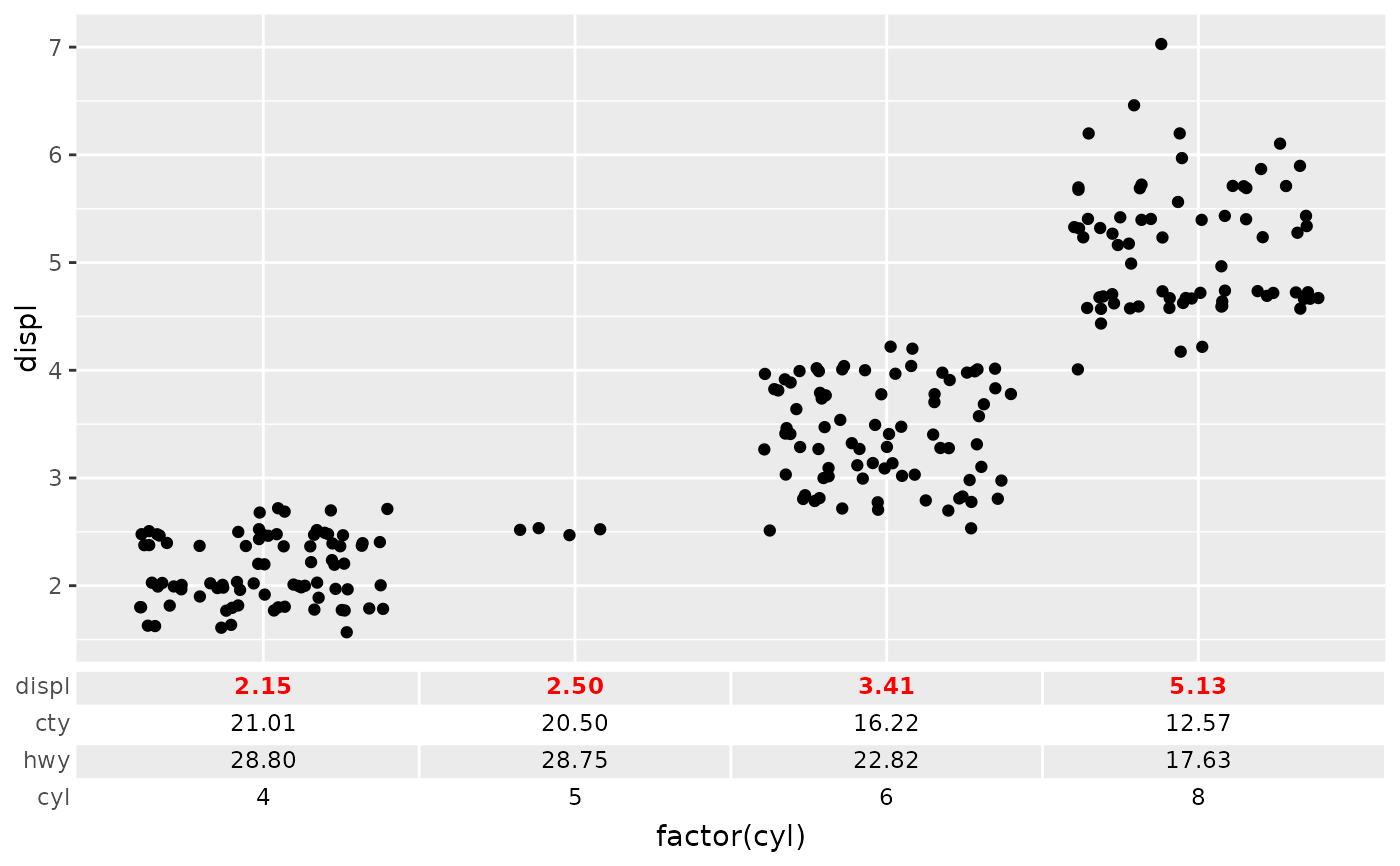 7
6
5
4
3
2
displ
displ 2.15 2.50 3.41 5.13
cty 21.01 20.50 16.22 12.57
hwy 28.80 28.75 22.82 17.63
cyl 4 5 6 8
factor(cyl)